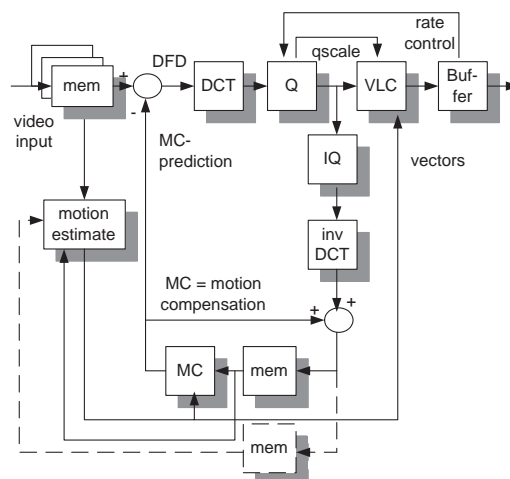 rate
control
DFD
qscale
mem
+
-
DCT
Q
VLC
Buf-
fer
video
input
MC-
prediction
IQ
vectors
motion
estimate
inv
DCT
MC = motion
compensation
+
+
MC
mem
mem